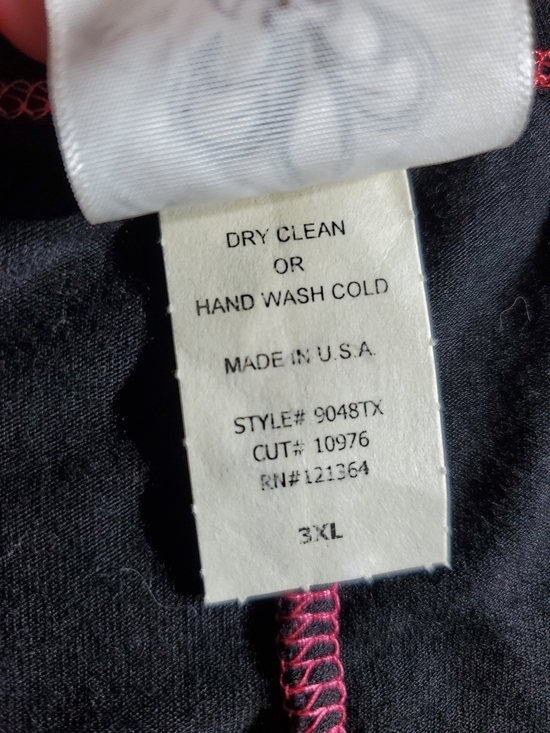 DRY CLEAN
OR
HAND WASH COLD
MADE IN U.S.A.
STYLE# 9048TX
CUT# 10976
RN#121364
3XL